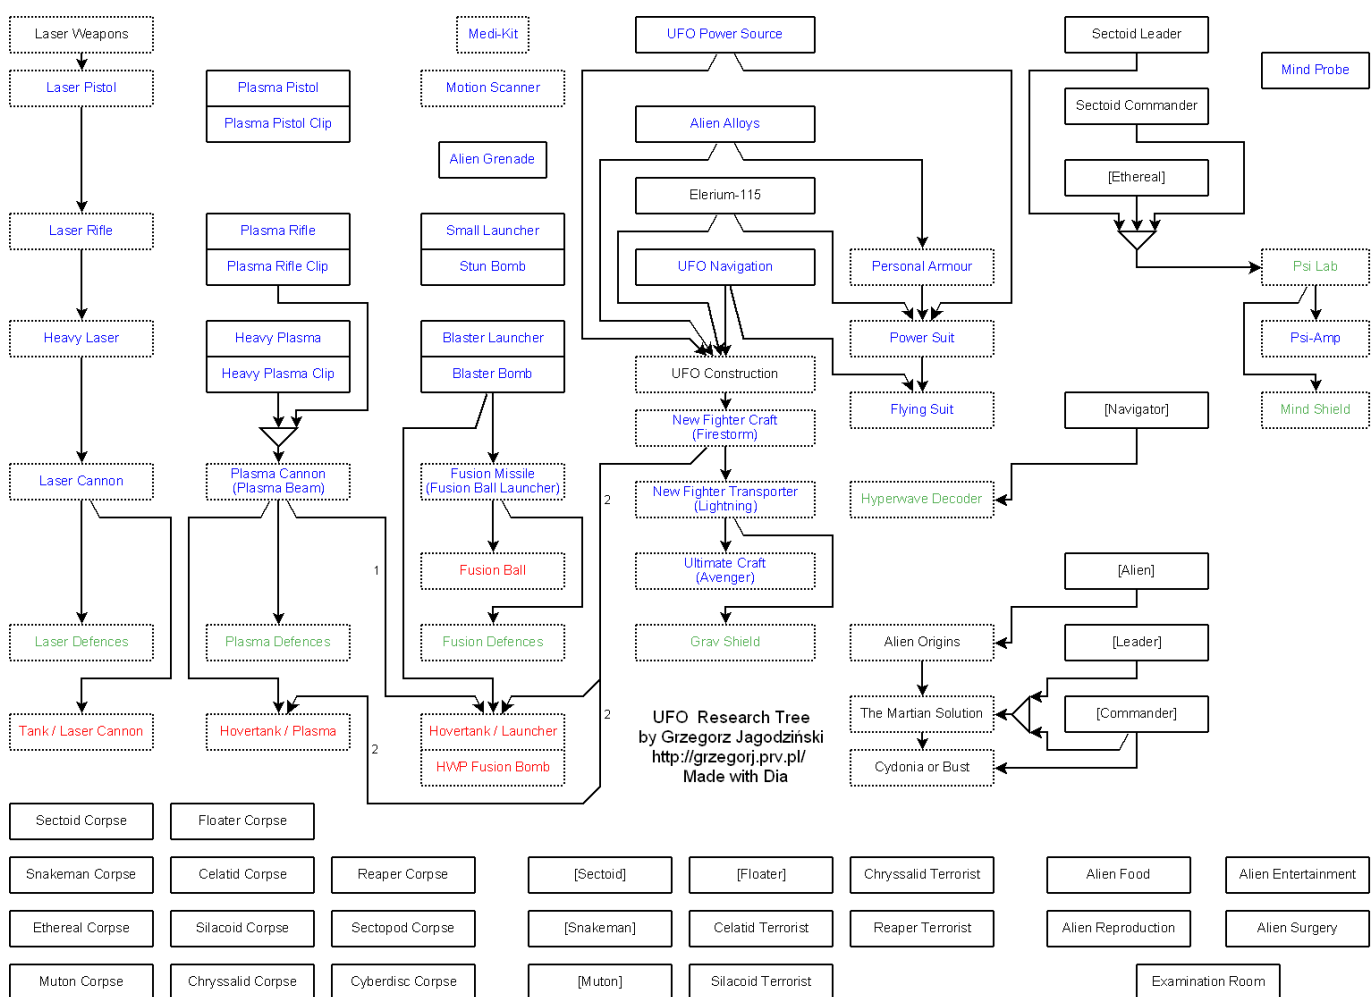 Laser Weapons
Medi-Kit
UFO Power Source
Sectoid Leader
Laser Pistol
Plasma Pistol
Motion Scanner
Mind Probe
Plasma Pistol Clip
Alien Alloys
Sectoid Commander
Alien Grenade
Elerium-115
[Ethereal]
Laser Rifle
Plasma Rifle
Small Launcher
Plasma Rifle Clip
Stun Bomb
UFO Navigation
Personal Armour
Psi Lab
Heavy Laser
Heavy Plasma
Blaster Launcher
Power Suit
Psi-Amp
Heavy Plasma Clip
Blaster Bomb
UFO Construction
New Fighter Craft
(Firestorm)
Flying Suit
[Navigator]
Mind Shield
Laser Cannon
Plasma Cannon
(Plasma Beam)
Fusion Missile
(Fusion Ball Launcher)
2
New Fighter Transporter
(Lightning)
Hyperwave Decoder
1
Fusion Ball
Ultimate Craft
(Avenger)
[Alien]
Laser Defences
Plasma Defences
Fusion Defences
Grav Shield
Alien Origins
[Leader]
Tank / Laser Cannon
Hovertank / Plasma
2
Hovertank / Launcher
HWP Fusion Bomb
2
UFO Research Tree
by Grzegorz Jagodziński
http://grzegorj.prv.pl/
Made with Dia
The Martian Solution
[Commander]
Cydonia or Bust
Sectoid Corpse
Floater Corpse
Snakeman Corpse
Celatid Corpse
Reaper Corpse
[Sectoid]
[Floater]
Chryssalid Terrorist
Alien Food
Alien Entertainment
Ethereal Corpse
Silacoid Corpse
Sectopod Corpse
[Snakeman]
Celatid Terrorist
Reaper Terrorist
Alien Reproduction
Alien Surgery
Muton Corpse
Chryssalid Corpse
Cyberdisc Corpse
[Muton]
Silacoid Terrorist
Examination Room